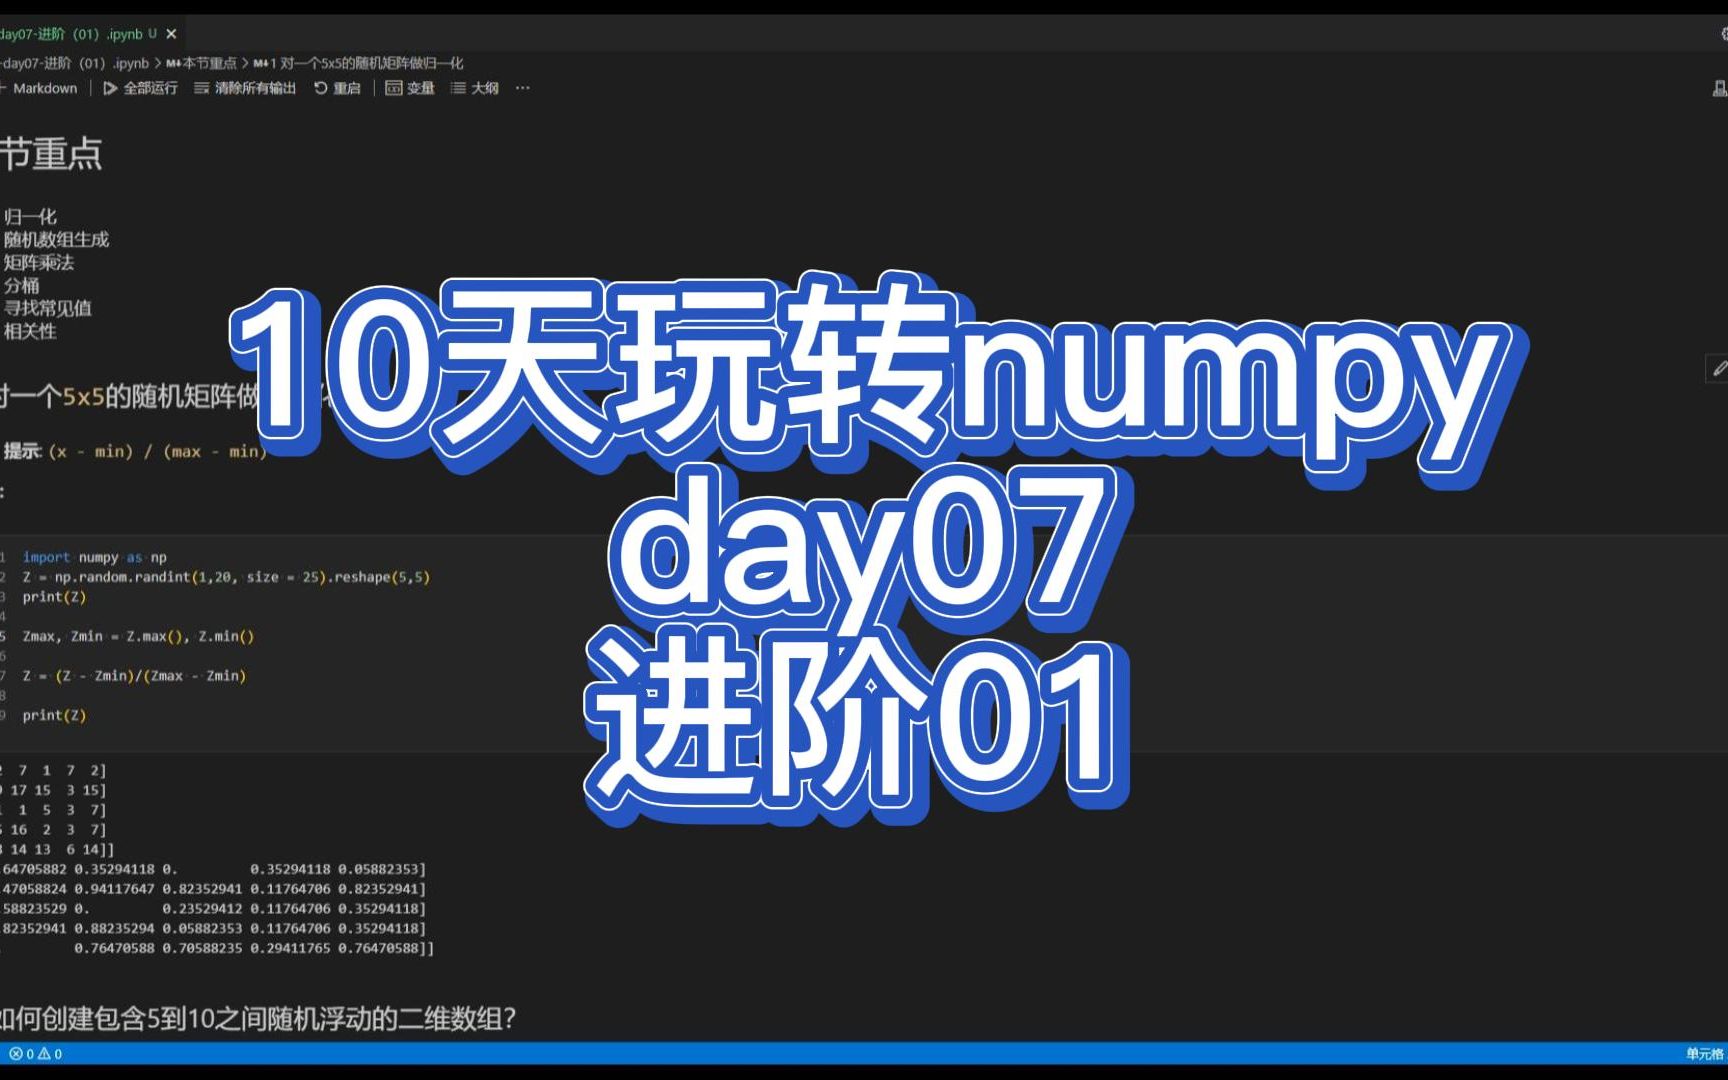 day07-进阶（01）.ipynb U ×
-day07-进阶（01）.ipynb > M↓本节重点 > M↓1 对一个5x5的随机矩阵做归一化
+ Markdown | 全部运行 清除所有输出 重启 | 变量 大纲 ···
节重点
归一化
随机数组生成
矩阵乘法
分桶
寻找常见值
相关性
10天玩转numpy
对一个5x5的随机矩阵做
提示: (x - min) / (max - min)
:
day07
1 import numpy as np
2 Z = np.random.randint(1,20, size = 25).reshape(5,5)
3 print(Z)
4
5 Zmax, Zmin = Z.max(), Z.min()
6
7 Z = (Z - Zmin)/(Zmax - Zmin)
8
9 print(Z)
进阶01
2 7 1 7 2]
17 15 3 15]
1 5 3 7]
16 2 3 7]
14 13 6 14]]
.64705882 0.35294118 0. 0.35294118 0.05882353]
.47058824 0.94117647 0.82352941 0.11764706 0.82352941]
.58823529 0. 0.23529412 0.11764706 0.35294118]
.82352941 0.88235294 0.05882353 0.11764706 0.35294118]
. 0.76470588 0.70588235 0.29411765 0.76470588]]
如何创建包含5到10之间随机浮动的二维数组？
0 0
单元格